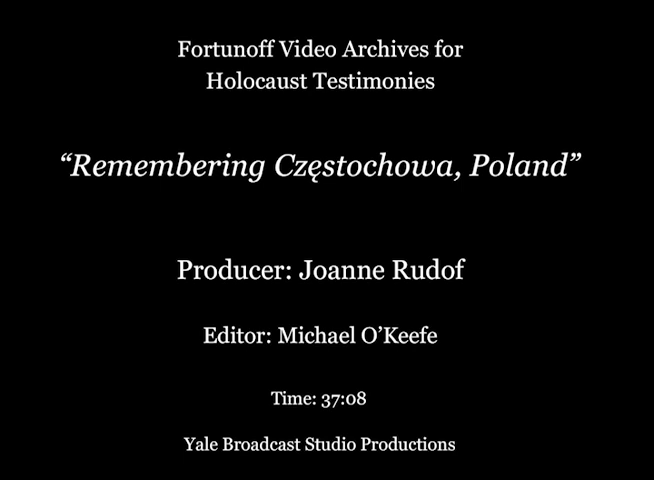 Fortunoff Video Archives for
Holocaust Testimonies
“Remembering Częstochowa, Poland”
Producer: Joanne Rudof
Editor: Michael O’Keefe
Time: 37:08
Yale Broadcast Studio Productions